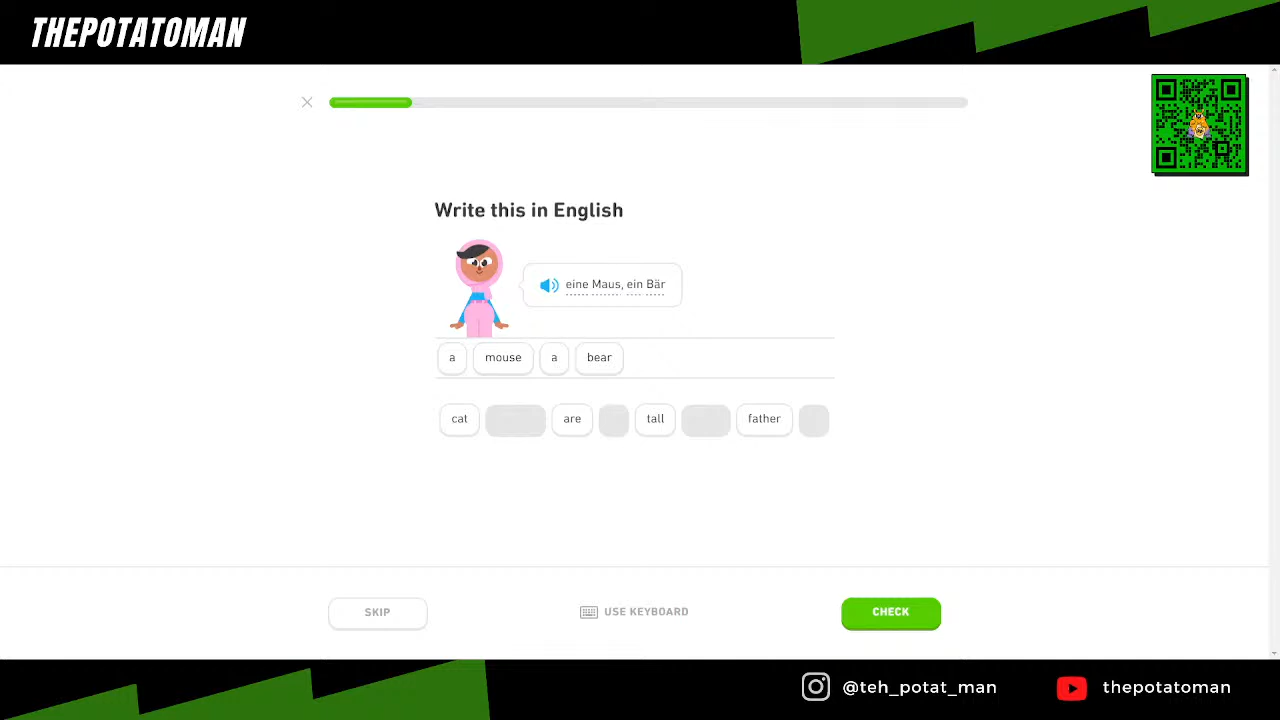 THEPOTATOMAN
Write this in English
eine Maus, ein Bär
a mouse a bear
cat are tall father
SKIP USE KEYBOARD CHECK
@teh_potat_man thepotatoman